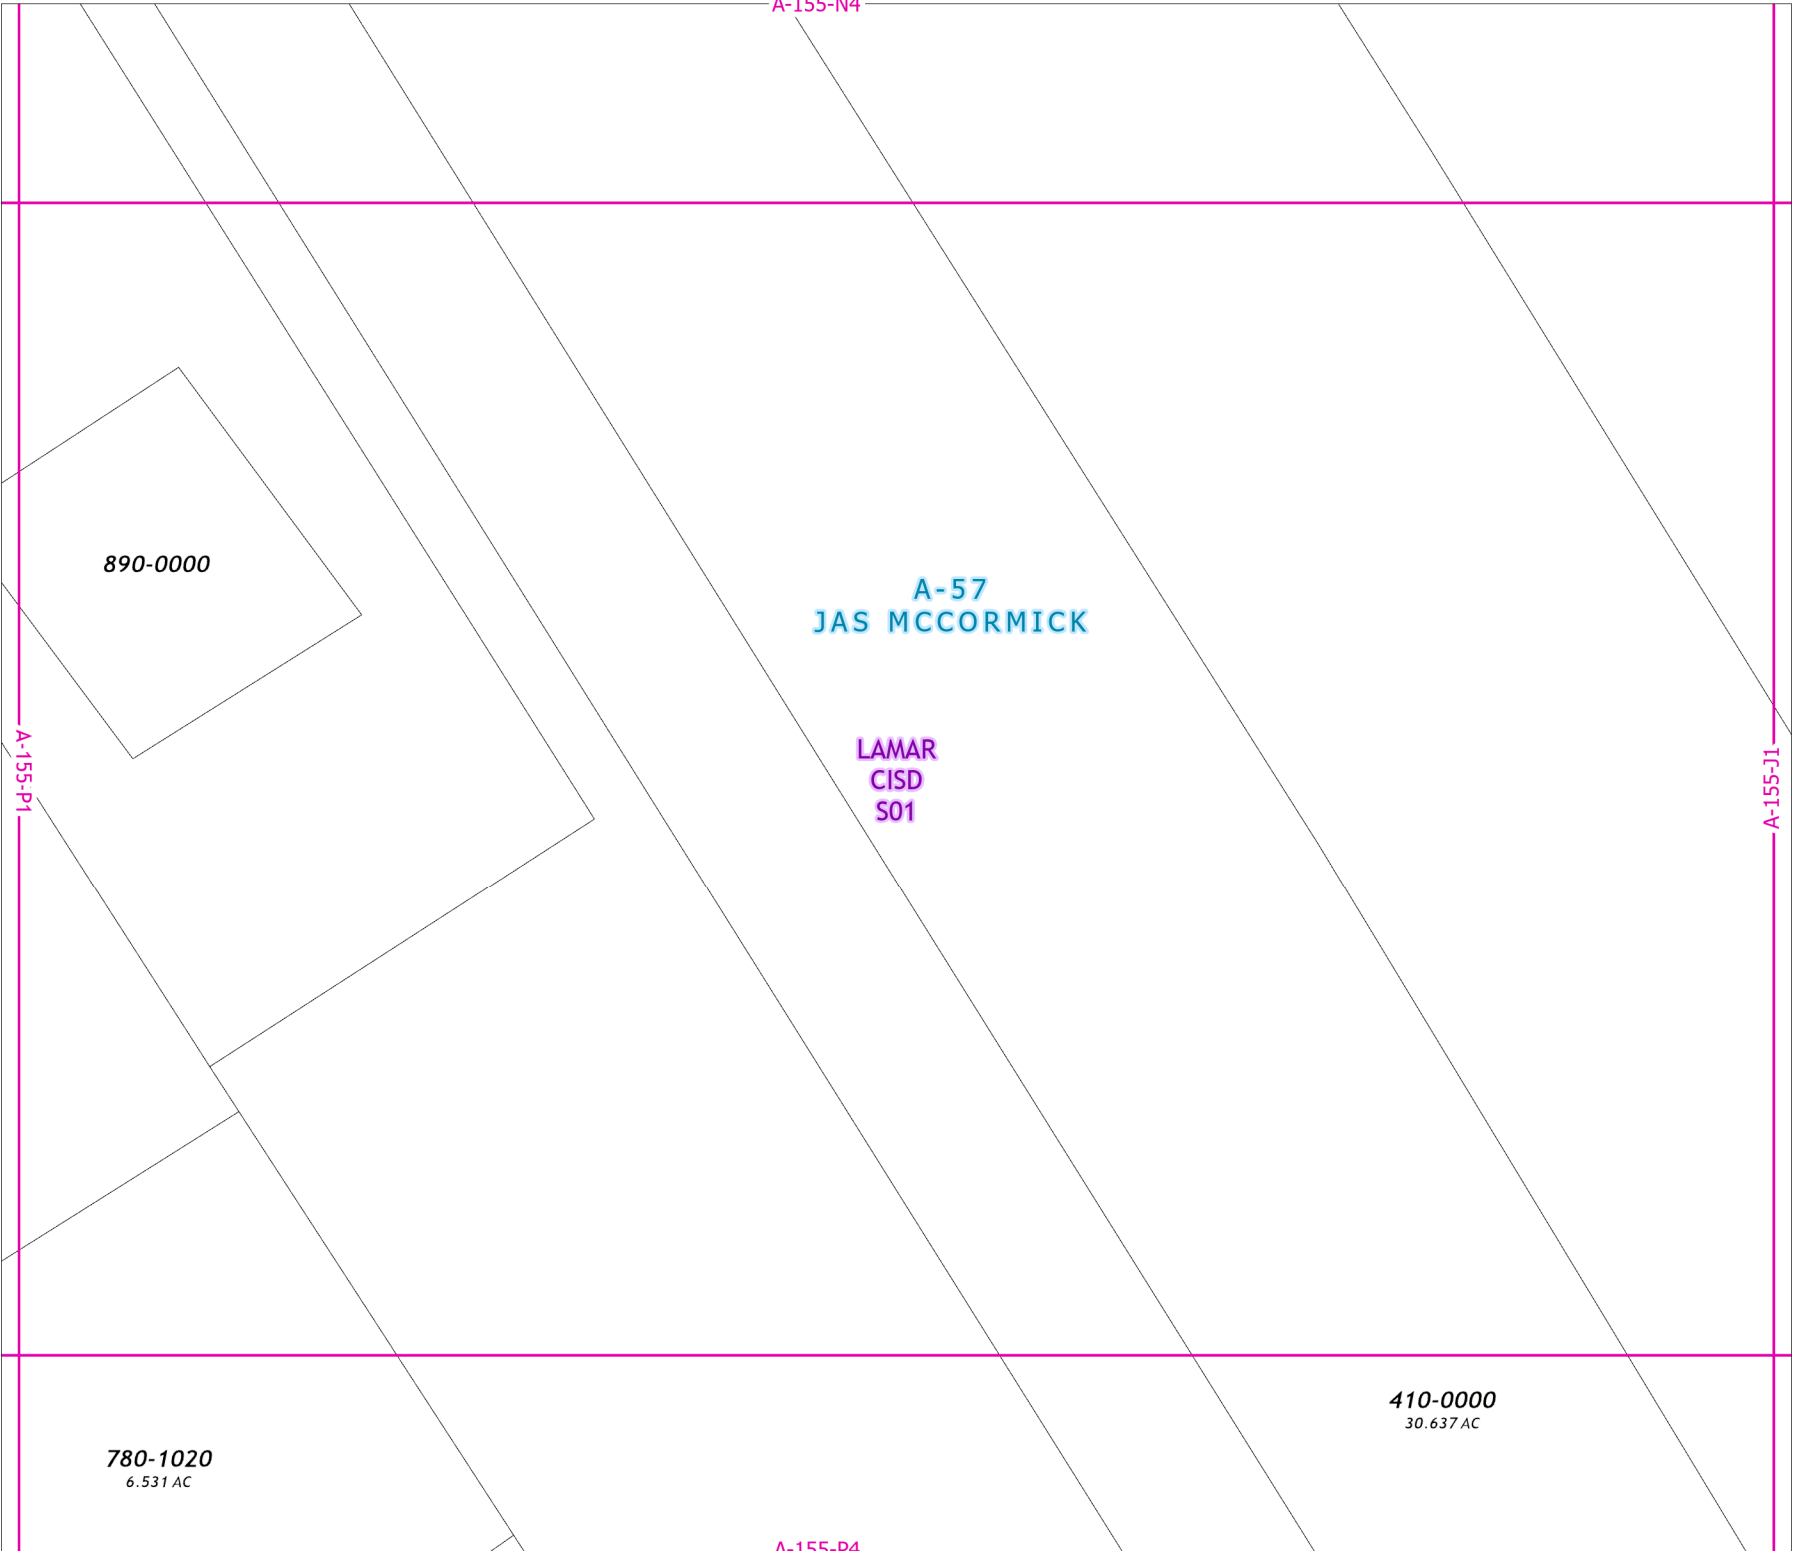 A-155-N4
890-0000
A-57
JAS MCCORMICK
LAMAR
CISD
S01
A-155-P1
A-155-J1
410-0000
30.637 AC
780-1020
6.531 AC
A-155-P4